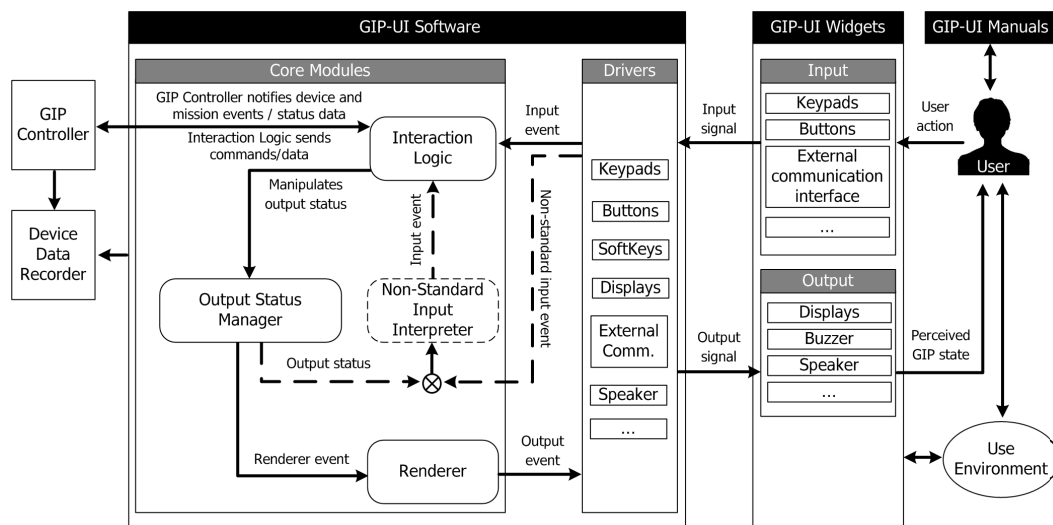 GIP-UI Software
GIP-UI Widgets
GIP-UI Manuals
Core Modules
Drivers
Input
GIP
Controller
GIP Controller notifies device and
mission events / status data
Interaction Logic sends
commands/data
Interaction
Logic
Input
event
Input
signal
Keypads
Buttons
External
communication
interface
...
User
action
User
Manipulates
output status
Device
Data
Recorder
Input event
Non-standard input event
Keypads
Buttons
SoftKeys
Displays
External
Comm.
Speaker
...
Output Status
Manager
Non-Standard
Input
Interpreter
Output status
Output
signal
Output
Displays
Buzzer
Speaker
...
Perceived
GIP state
Renderer event
Renderer
Output
event
Use
Environment